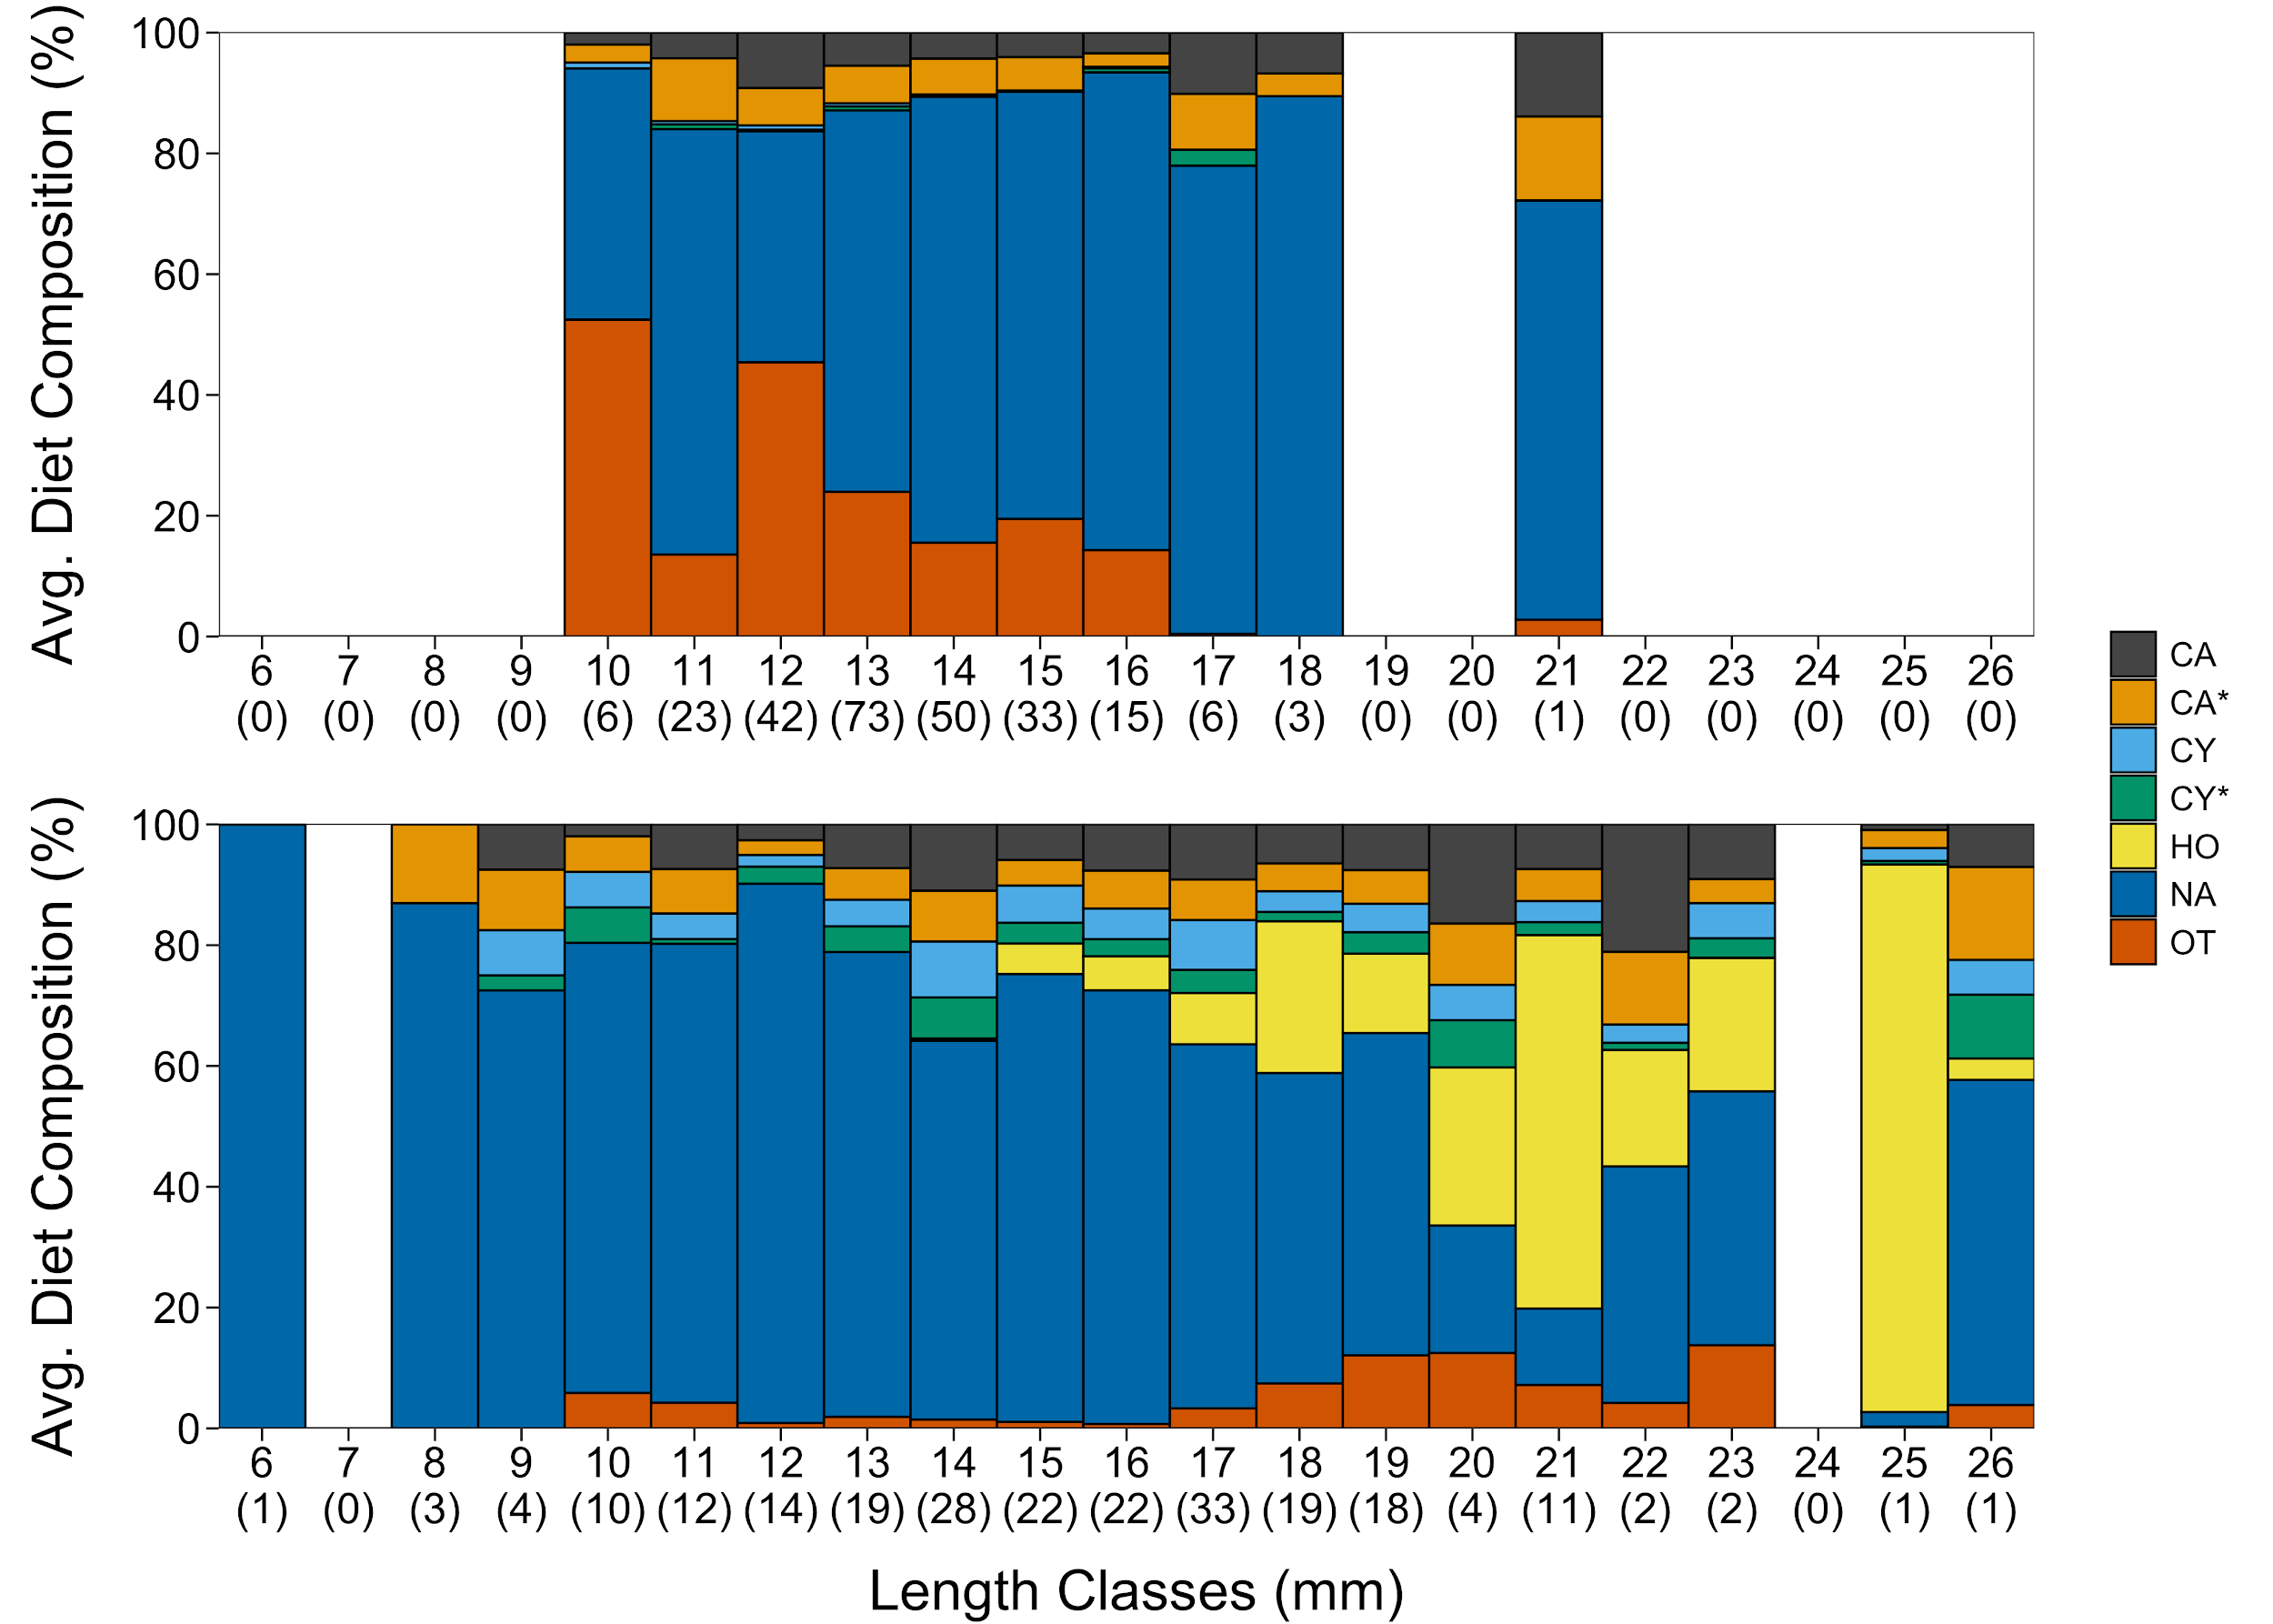 Avg. Diet Composition (%)
100
80
60
40
20
0
6 7 8 9 10 11 12 13 14 15 16 17 18 19 20 21 22 23 24 25 26
(0) (0) (0) (0) (6) (23) (42) (73) (50) (33) (15) (6) (3) (0) (0) (1) (0) (0) (0) (0) (0)
CA
CA*
CY
CY*
HO
NA
OT
Avg. Diet Composition (%)
100
80
60
40
20
0
6 7 8 9 10 11 12 13 14 15 16 17 18 19 20 21 22 23 24 25 26
(1) (0) (3) (4) (10) (12) (14) (19) (28) (22) (22) (33) (19) (18) (4) (11) (2) (2) (0) (1) (1)
Length Classes (mm)